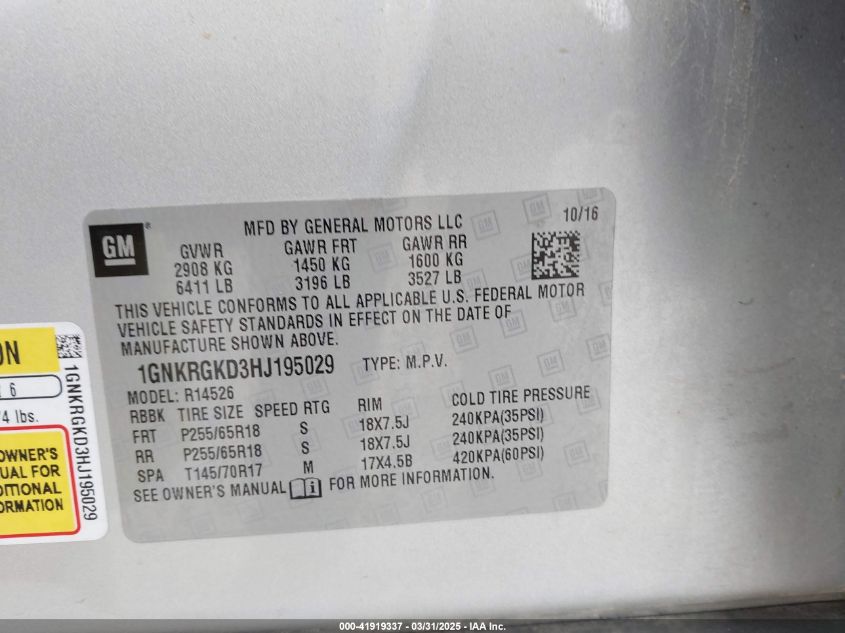 GM
MFD BY GENERAL MOTORS LLC
10/16
GVWR GAWR FRT GAWR RR
2908 KG 1450 KG 1600 KG
6411 LB 3196 LB 3527 LB
THIS VEHICLE CONFORMS TO ALL APPLICABLE U.S. FEDERAL MOTOR
VEHICLE SAFETY STANDARDS IN EFFECT ON THE DATE OF
MANUFACTURE SHOWN ABOVE.
1GNKRGKD3HJ195029 TYPE: M.P.V.
MODEL: R14526
RBBK TIRE SIZE SPEED RTG RIM COLD TIRE PRESSURE
FRT P255/65R18 S 18X7.5J 240KPA(35PSI)
RR P255/65R18 S 18X7.5J 240KPA(35PSI)
SPA T145/70R17 M 17X4.5B 420KPA(60PSI)
SEE OWNER'S MANUAL FOR MORE INFORMATION.
6
lbs.
OWNER'S
FOR
1GNKRGKD3HJ195029
000-41919337 - 03/31/2025 - IAA Inc.